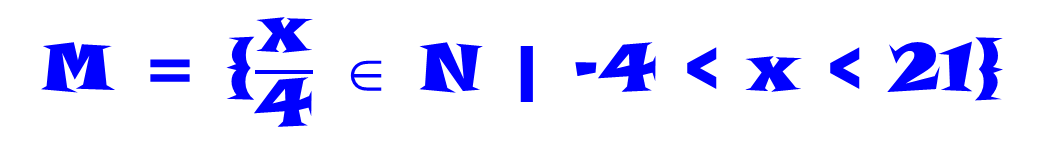 M = {x/4 ∈ N | -4 < x < 21}